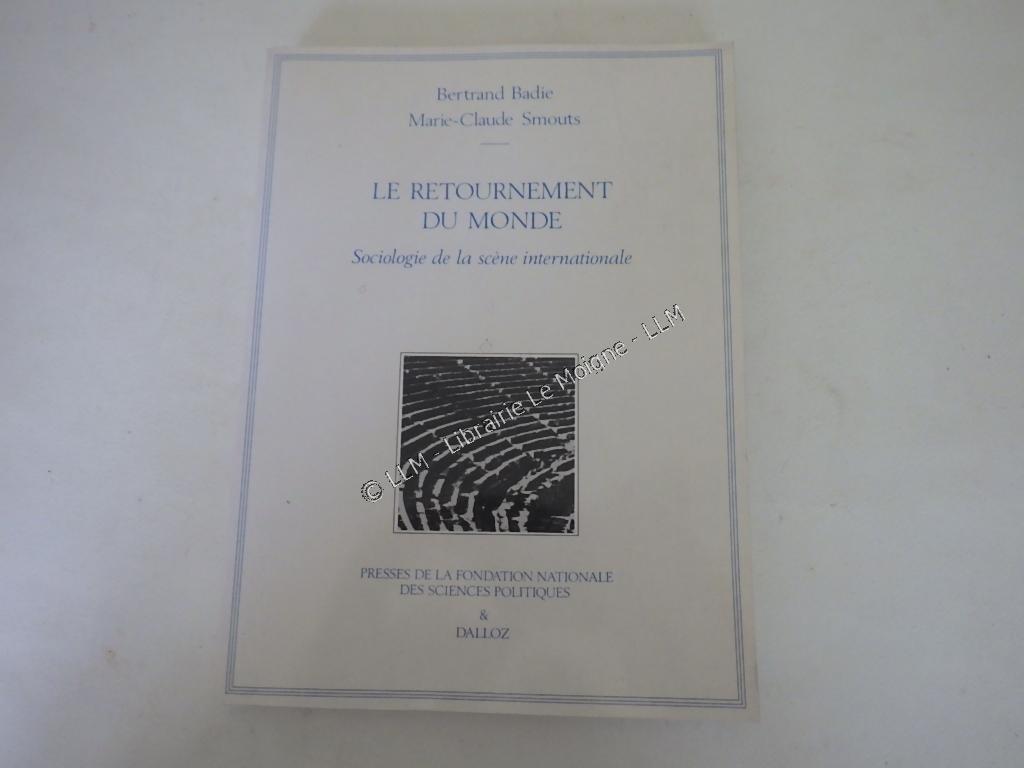 Bertrand Badie
Marie-Claude Smouts
LE RETOURNEMENT
DU MONDE
Sociologie de la scène internationale
© LLM - Librairie Le Moigne - LLM
PRESSES DE LA FONDATION NATIONALE
DES SCIENCES POLITIQUES
&
DALLOZ